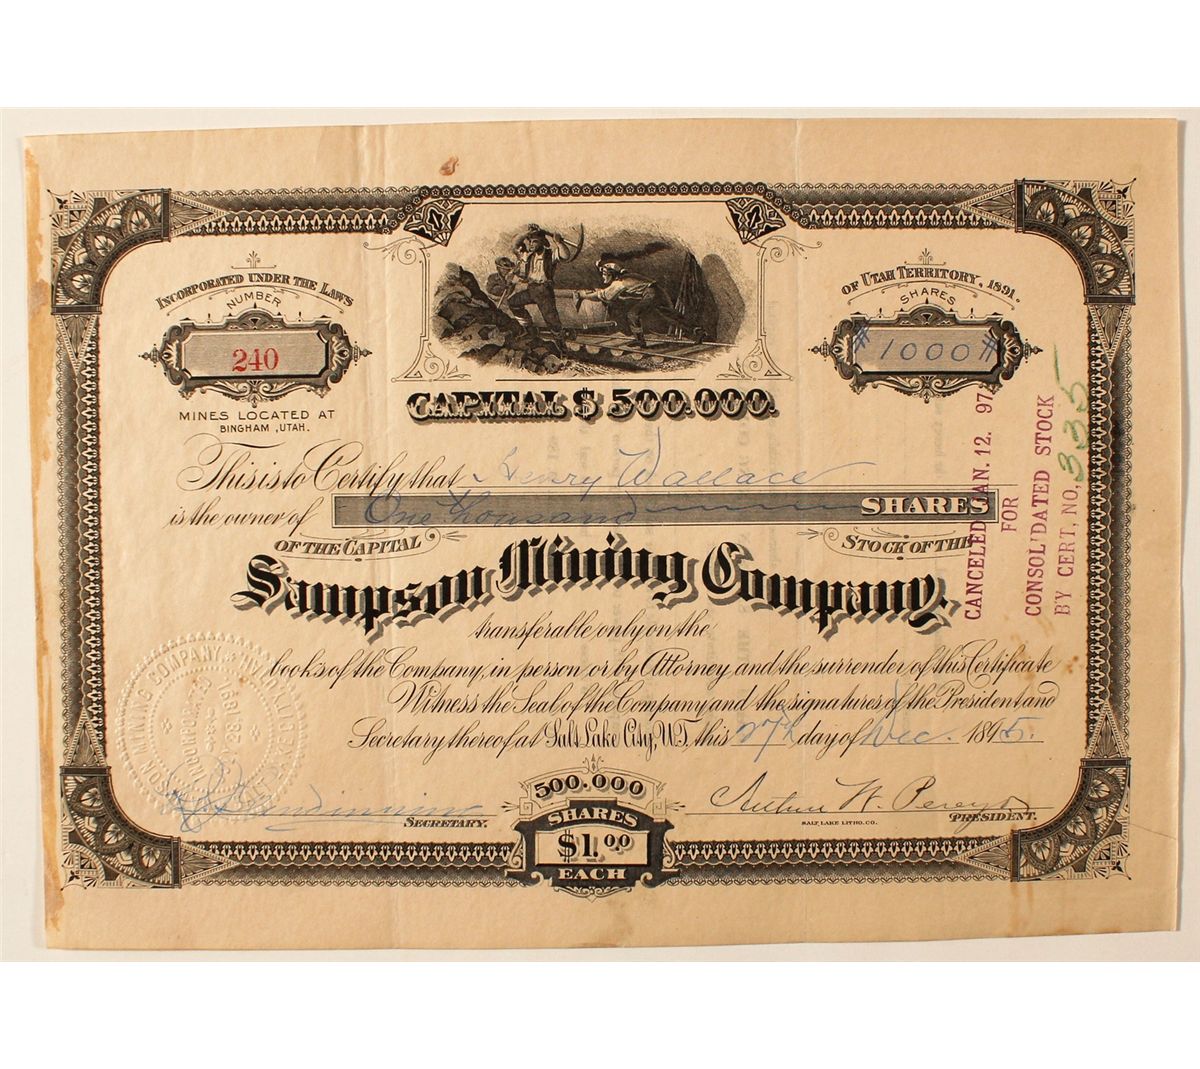 INCORPORATED UNDER THE LAWS
OF UTAH TERRITORY, 1891.
NUMBER
240
SHARES
#1000#
MINES LOCATED AT
BINGHAM, UTAH.
CAPITAL $500.000.
This is to Certify that Henry Wallace
is the owner of One thousand SHARES
OF THE CAPITAL STOCK OF THE
Sampson Mining Company.
transferable only on the
books of the Company, in person or by Attorney and the surrender of this Certificate
Witness the Seal of the Company and the signatures of the President and
Secretary thereof at Salt Lake City, U.T. this 27th day of Dec. 1895.
SECRETARY.
Arthur W.
PRESIDENT.
SALT LAKE LITHO. CO.
500.000
SHARES
$1.00
EACH
CANCELED JAN. 12. 97
FOR
CONSOL'DATED STOCK
BY CERT. NO. 335
MINING COMPANY
INCORPORATED
1891